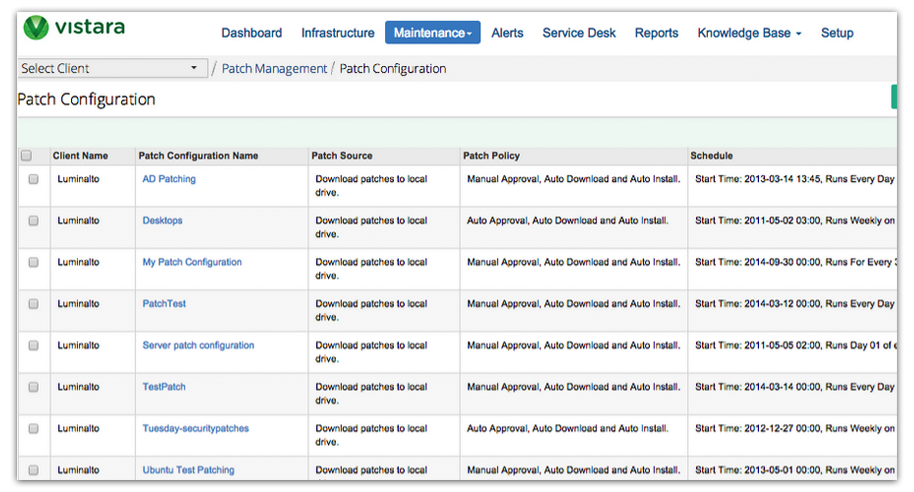 vistara
Dashboard Infrastructure Maintenance Alerts Service Desk Reports Knowledge Base Setup
Select Client / Patch Management / Patch Configuration
Patch Configuration
Client Name Patch Configuration Name Patch Source Patch Policy Schedule
Luminalto AD Patching Download patches to local Manual Approval, Auto Download and Auto Install. Start Time: 2013-03-14 13:45, Runs Every Day
drive.
Luminalto Desktops Download patches to local Auto Approval, Auto Download and Auto Install. Start Time: 2011-05-02 03:00, Runs Weekly on
drive.
Luminalto My Patch Configuration Download patches to local Manual Approval, Auto Download and Auto Install. Start Time: 2014-09-30 00:00, Runs For Every
drive.
Luminalto PatchTest Download patches to local Manual Approval, Auto Download and Auto Install. Start Time: 2014-03-12 00:00, Runs Every Day
drive.
Luminalto Server patch configuration Download patches to local Manual Approval, Auto Download and Auto Install. Start Time: 2011-05-05 02:00, Runs Day 01 of
drive.
Luminalto TestPatch Download patches to local Manual Approval, Auto Download and Auto Install. Start Time: 2014-03-14 00:00, Runs Every Day
drive.
Luminalto Tuesday-securitypatches Download patches to local Auto Approval, Auto Download and Auto Install. Start Time: 2012-12-27 00:00, Runs Weekly on
drive.
Luminalto Ubuntu Test Patching Download patches to local Manual Approval, Auto Download and Auto Install. Start Time: 2013-05-01 00:00, Runs Weekly on